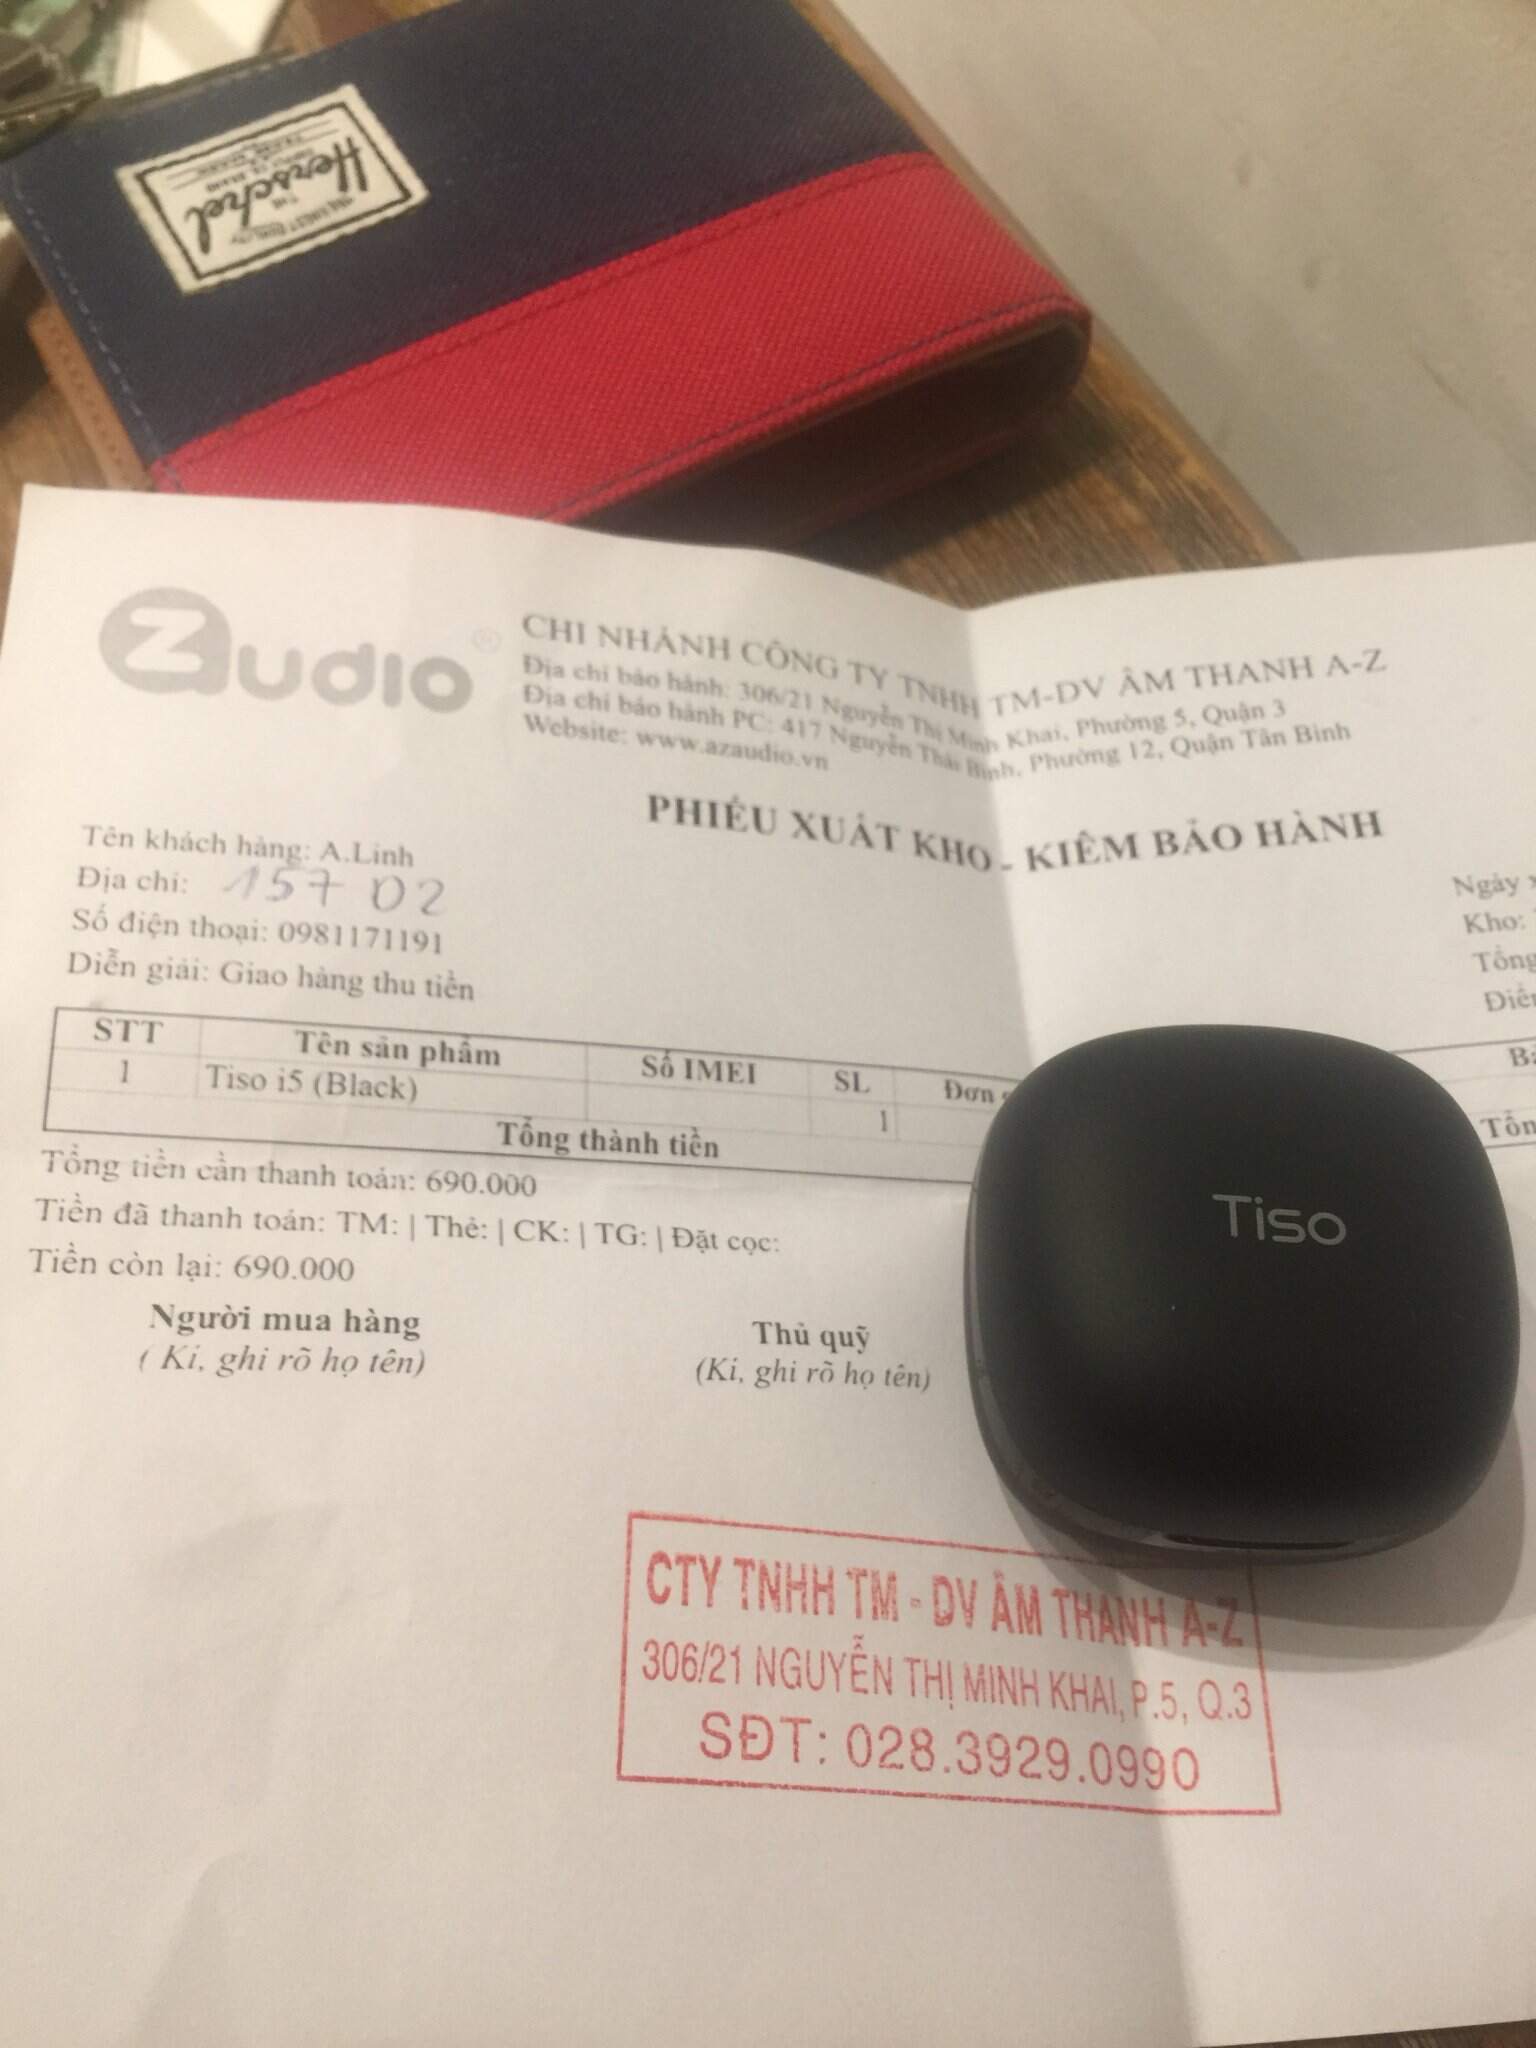 Herschel
Zudio
CHI NHÁNH CÔNG TY TNHH TM-DV ÂM THANH A-Z
Địa chỉ bảo hành: 306/21 Nguyễn Thị Minh Khai, Phường 5, Quận 3
Địa chỉ bảo hành PC: 417 Nguyễn Thái Bình, Phường 12, Quận Tân Bình
Website: www.azaudio.vn
PHIẾU XUẤT KHO - KIÊM BẢO HÀNH
Tên khách hàng: A.Linh
Địa chỉ: 157 D2
Số điện thoại: 0981171191
Diễn giải: Giao hàng thu tiền
Ngày
Kho:
Tổng
STT Tên sản phẩm Số IMEI SL Đơn
1 Tiso i5 (Black) 1
Tổng thành tiền
Tổng tiền cần thanh toán: 690.000
Tiền đã thanh toán: TM: | Thẻ: | CK: | TG: | Đặt cọc:
Tiền còn lại: 690.000
Người mua hàng Thủ quỹ
( Kí, ghi rõ họ tên) (Kí, ghi rõ họ tên)
Tiso
CTY TNHH TM - DV ÂM THANH A-Z
306/21 NGUYỄN THỊ MINH KHAI, P.5, Q.3
SĐT: 028.3929.0990